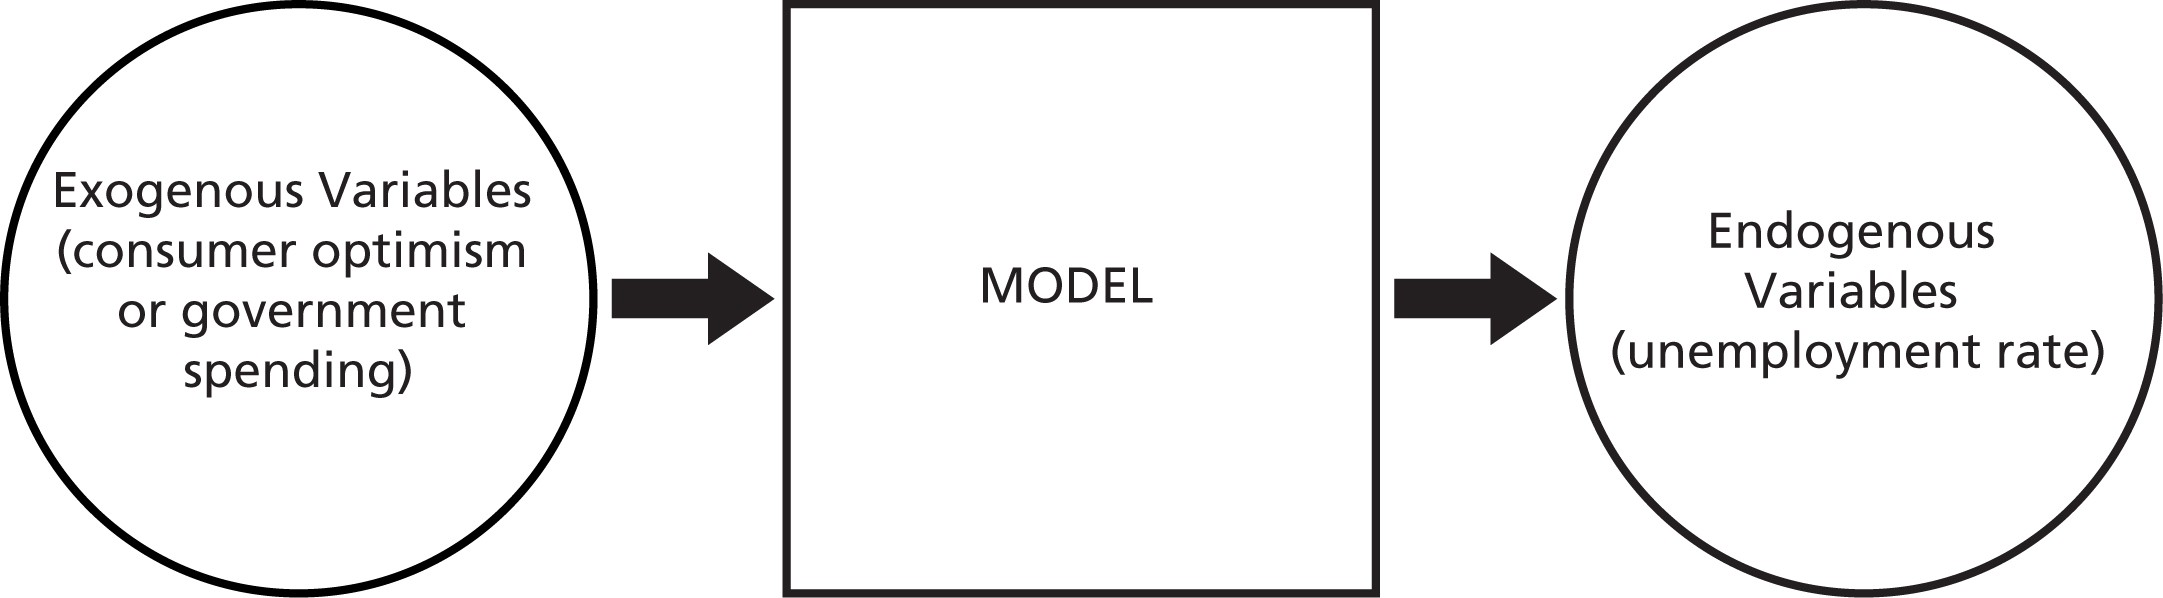 Exogenous Variables
(consumer optimism
or government
spending)
MODEL
Endogenous
Variables
(unemployment rate)